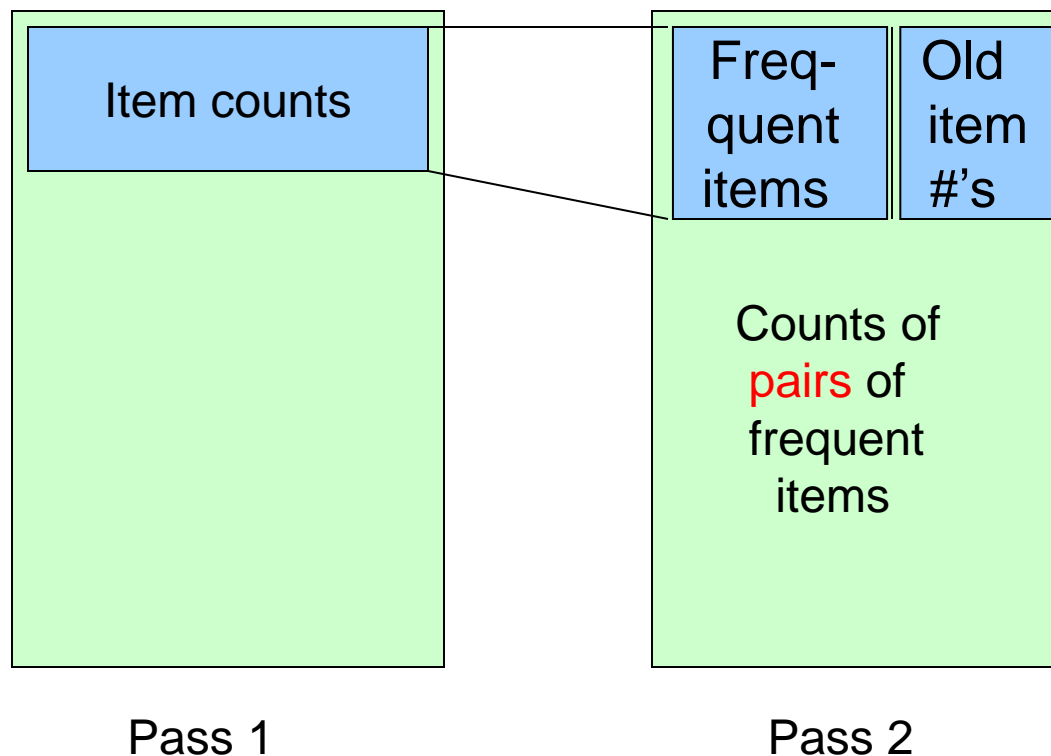 Item counts
Freq-
quent
items
Old
item
#’s
Counts of
pairs of
frequent
items
Pass 1
Pass 2